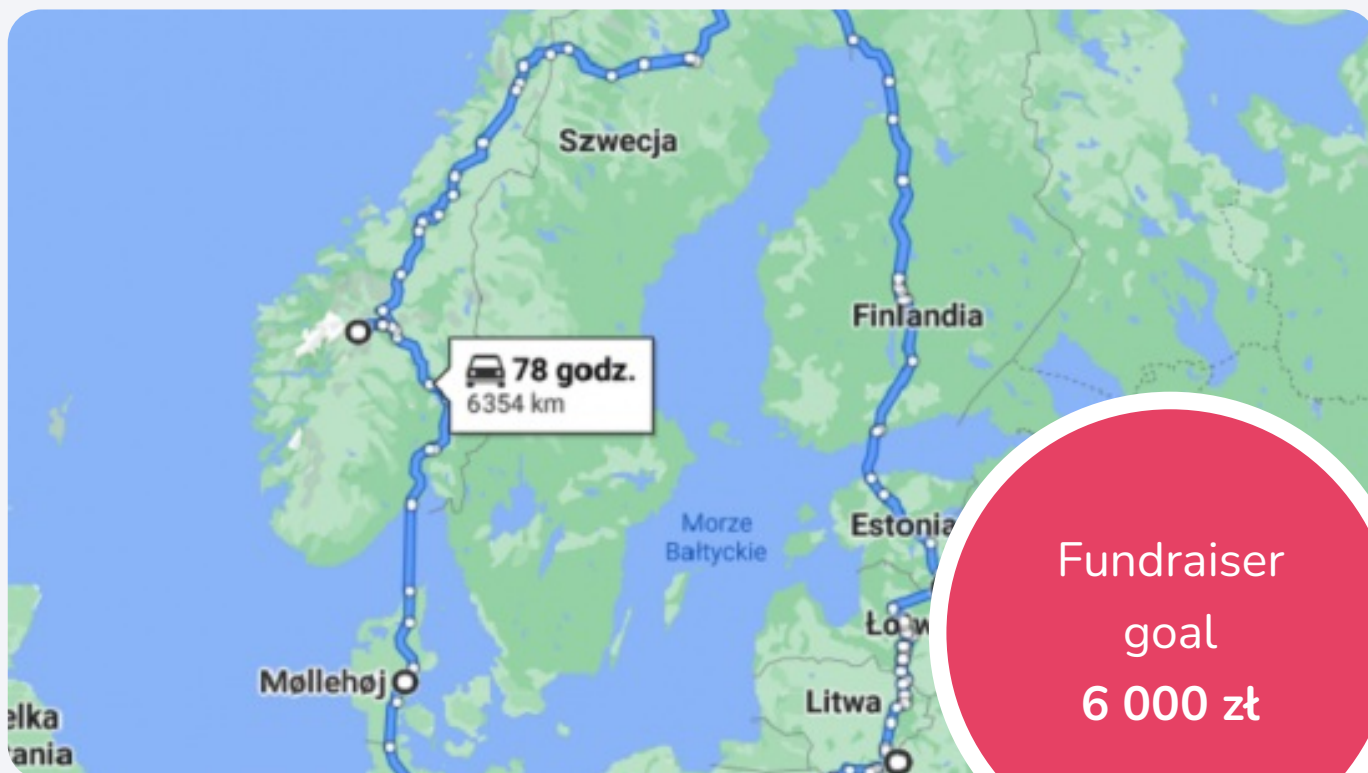 Szwecja
Finlandia
78 godz.
6354 km
Morze
Bałtyckie
Estonia
Møllehøj
Litwa
Fundraiser
goal
6 000 zł